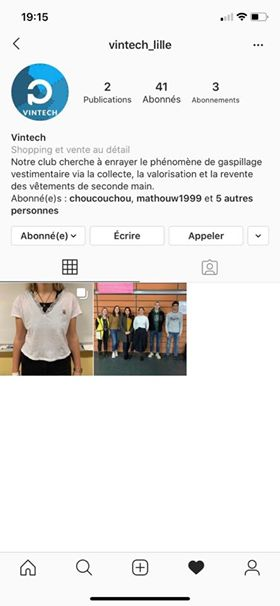 19:15
vintech_lille
VINTECH
2 41 3
Publications Abonnés Abonnements
Vintech
Shopping et vente au détail
Notre club cherche à enrayer le phénomène de gaspillage
vestimentaire via la collecte, la valorisation et la revente
des vêtements de seconde main.
Abonné(e)s : choucouchou, mathouw1999 et 5 autres
personnes
Abonné(e) Écrire Appeler